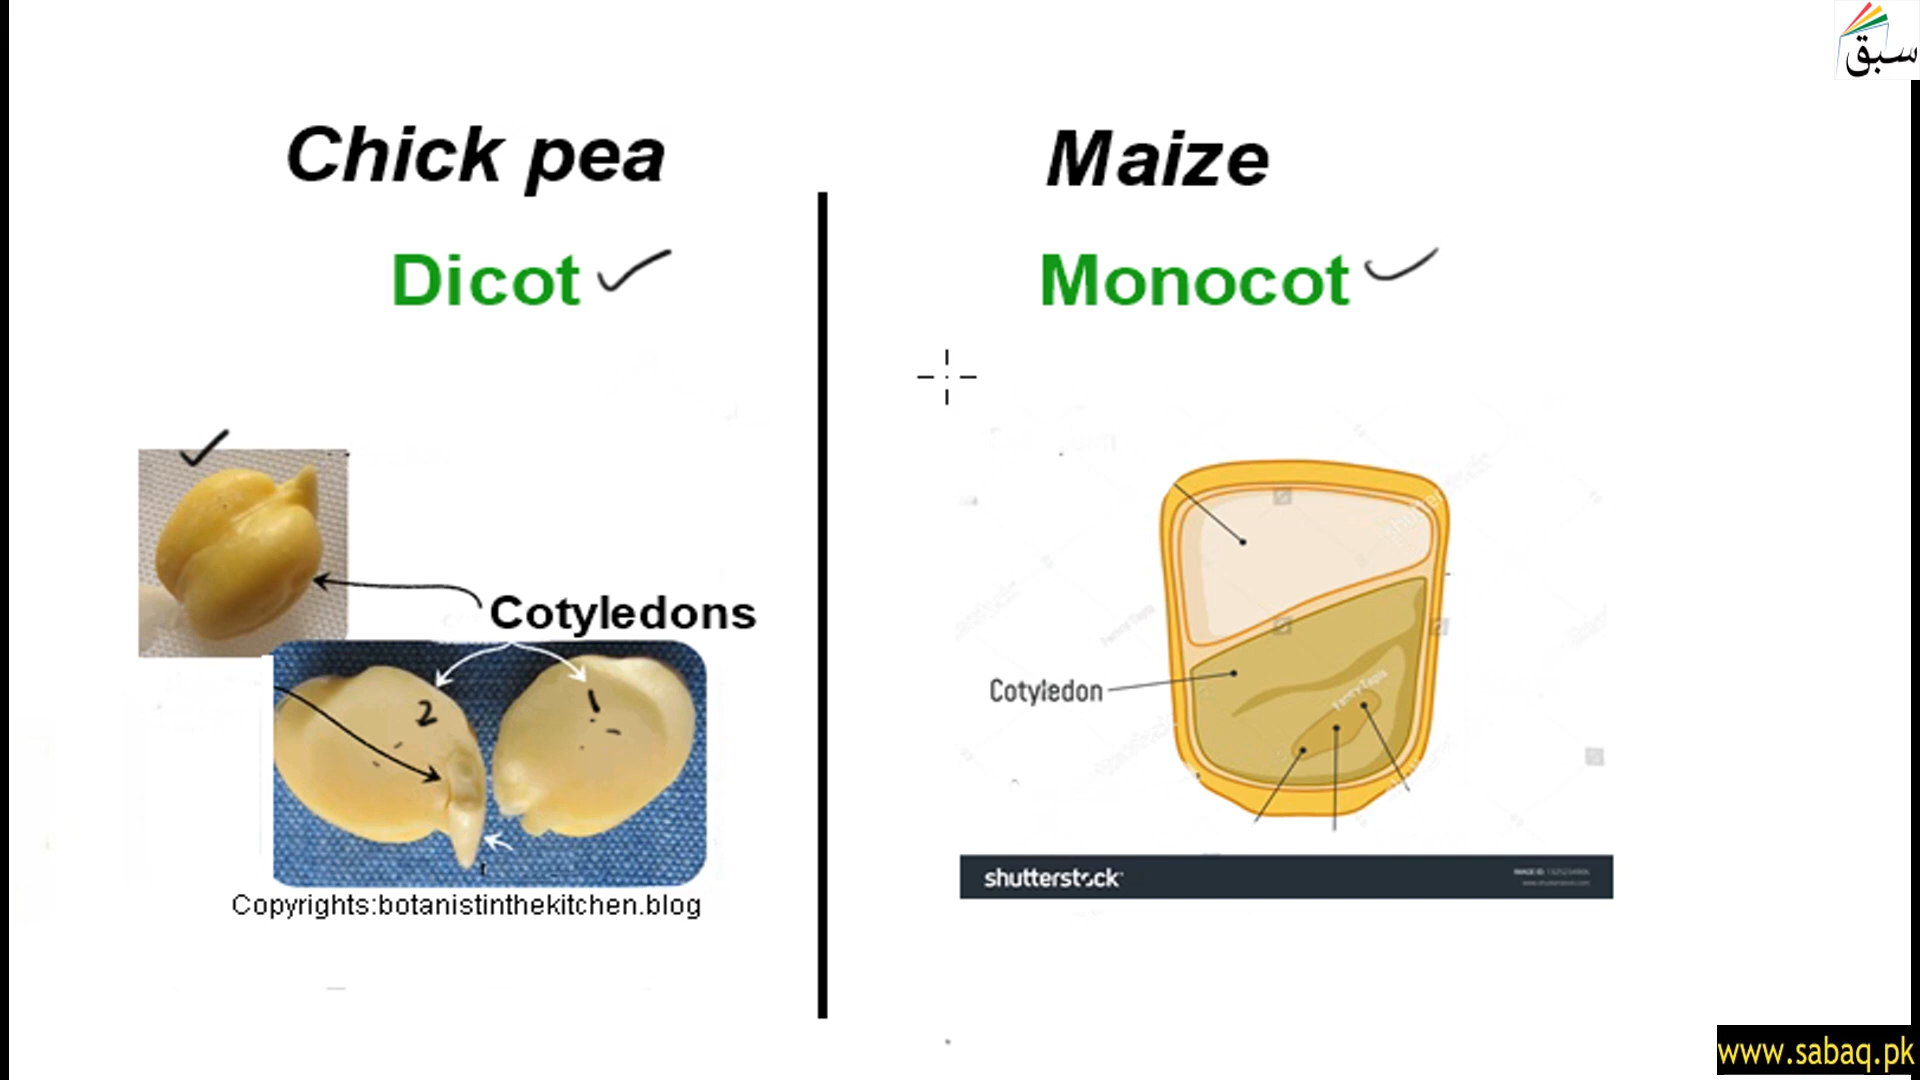 سبق
Chick pea
Maize
Dicot
Monocot
Cotyledons
2
1
Cotyledon
shutterstock
Copyrights:botanistinthekitchen.blog
www.sabaq.pk